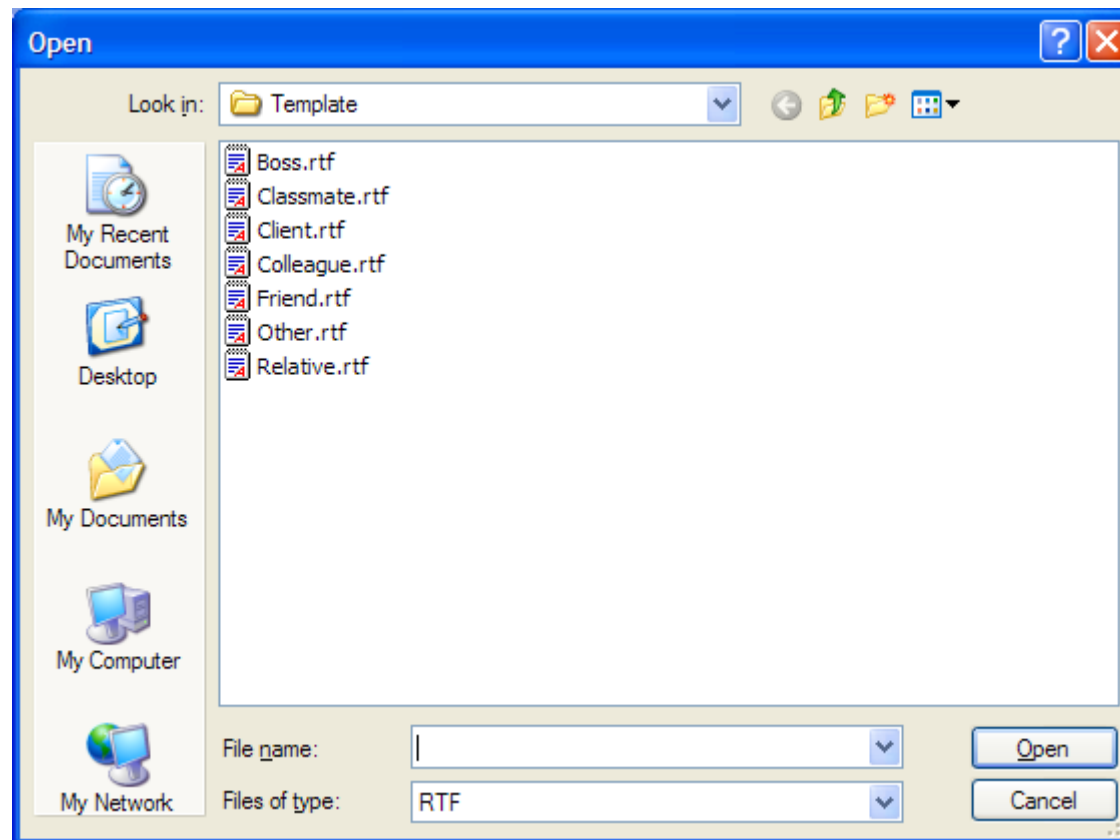 Open
Look in:
Template
My Recent
Documents
Desktop
My Documents
My Computer
My Network
Boss.rtf
Classmate.rtf
Client.rtf
Colleague.rtf
Friend.rtf
Other.rtf
Relative.rtf
File name:
Open
Files of type:
RTF
Cancel